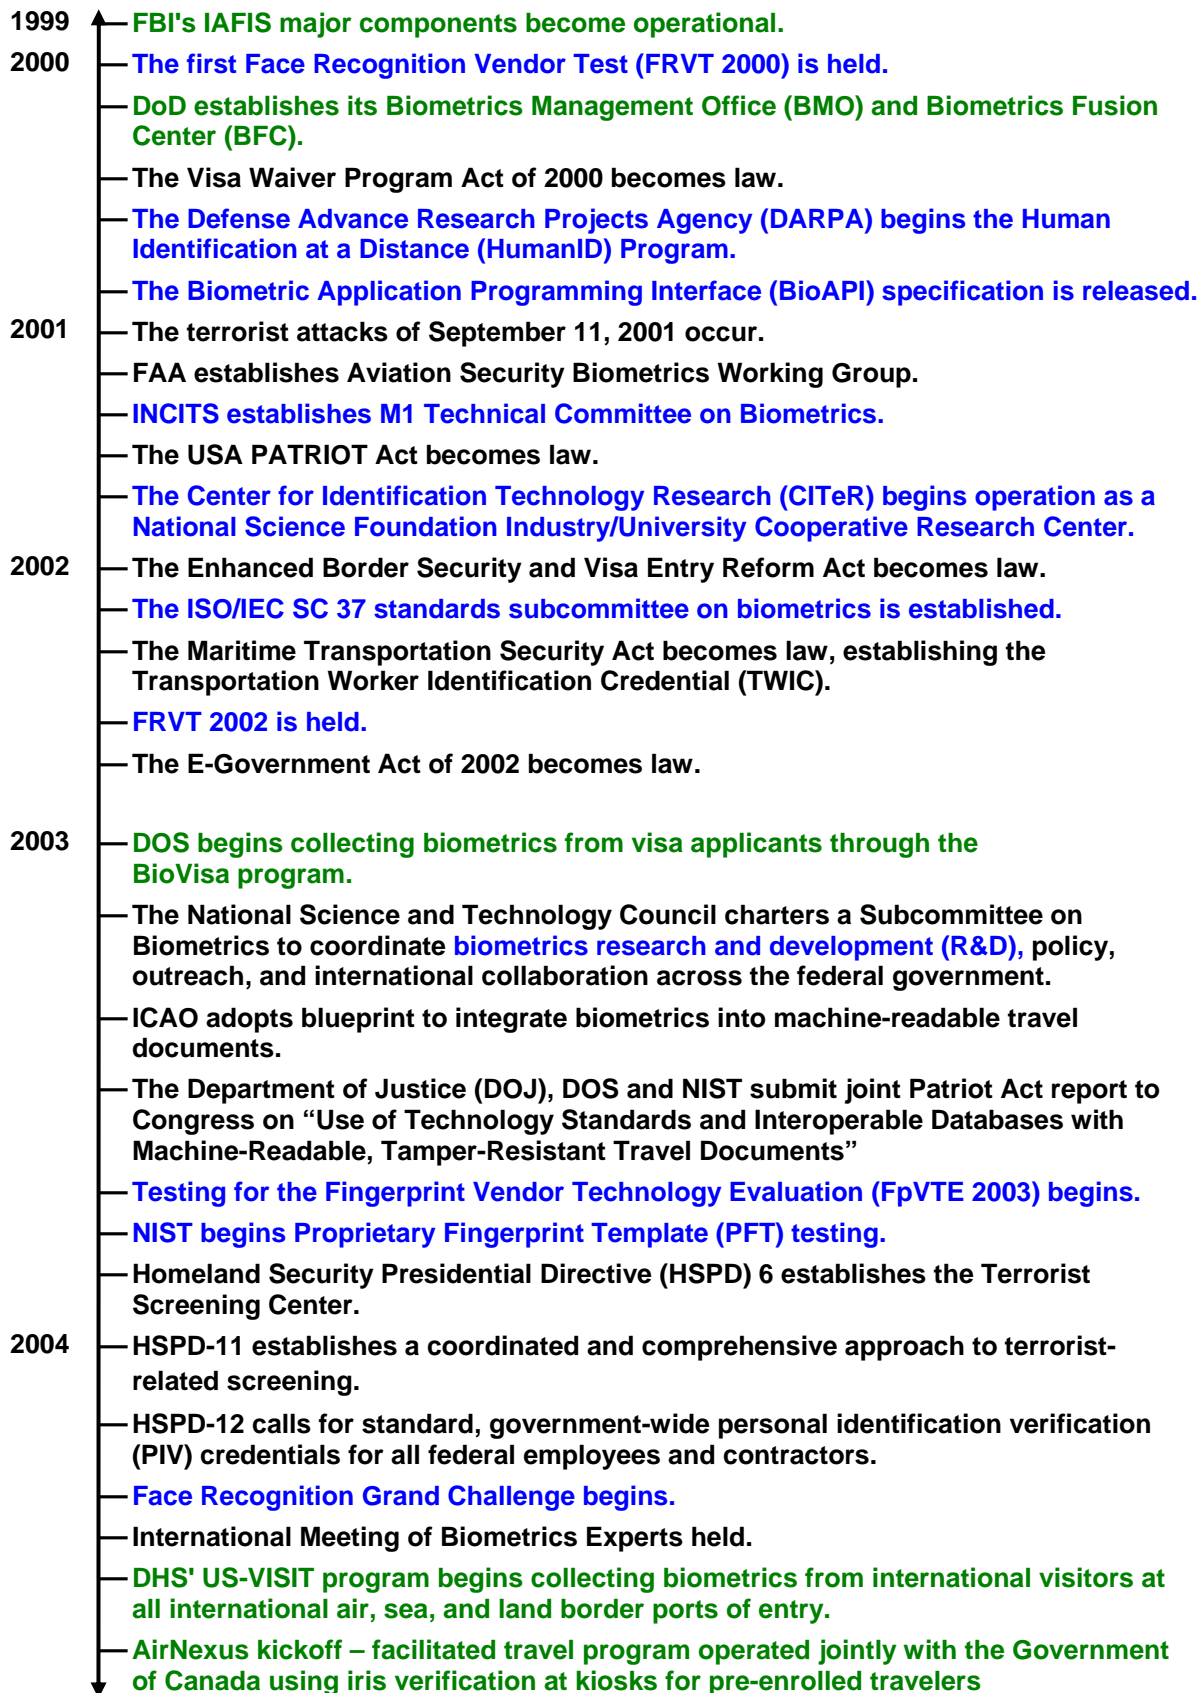 1999 FBI's IAFIS major components become operational.
2000 The first Face Recognition Vendor Test (FRVT 2000) is held.
DoD establishes its Biometrics Management Office (BMO) and Biometrics Fusion
Center (BFC).
The Visa Waiver Program Act of 2000 becomes law.
The Defense Advance Research Projects Agency (DARPA) begins the Human
Identification at a Distance (HumanID) Program.
The Biometric Application Programming Interface (BioAPI) specification is released.
2001 The terrorist attacks of September 11, 2001 occur.
FAA establishes Aviation Security Biometrics Working Group.
INCITS establishes M1 Technical Committee on Biometrics.
The USA PATRIOT Act becomes law.
The Center for Identification Technology Research (CITeR) begins operation as a
National Science Foundation Industry/University Cooperative Research Center.
2002 The Enhanced Border Security and Visa Entry Reform Act becomes law.
The ISO/IEC SC 37 standards subcommittee on biometrics is established.
The Maritime Transportation Security Act becomes law, establishing the
Transportation Worker Identification Credential (TWIC).
FRVT 2002 is held.
The E-Government Act of 2002 becomes law.
2003 DOS begins collecting biometrics from visa applicants through the
BioVisa program.
The National Science and Technology Council charters a Subcommittee on
Biometrics to coordinate biometrics research and development (R&D), policy,
outreach, and international collaboration across the federal government.
ICAO adopts blueprint to integrate biometrics into machine-readable travel
documents.
The Department of Justice (DOJ), DOS and NIST submit joint Patriot Act report to
Congress on “Use of Technology Standards and Interoperable Databases with
Machine-Readable, Tamper-Resistant Travel Documents”
Testing for the Fingerprint Vendor Technology Evaluation (FpVTE 2003) begins.
NIST begins Proprietary Fingerprint Template (PFT) testing.
Homeland Security Presidential Directive (HSPD) 6 establishes the Terrorist
Screening Center.
2004 HSPD-11 establishes a coordinated and comprehensive approach to terrorist-
related screening.
HSPD-12 calls for standard, government-wide personal identification verification
(PIV) credentials for all federal employees and contractors.
Face Recognition Grand Challenge begins.
International Meeting of Biometrics Experts held.
DHS' US-VISIT program begins collecting biometrics from international visitors at
all international air, sea, and land border ports of entry.
AirNexus kickoff – facilitated travel program operated jointly with the Government
of Canada using iris verification at kiosks for pre-enrolled travelers